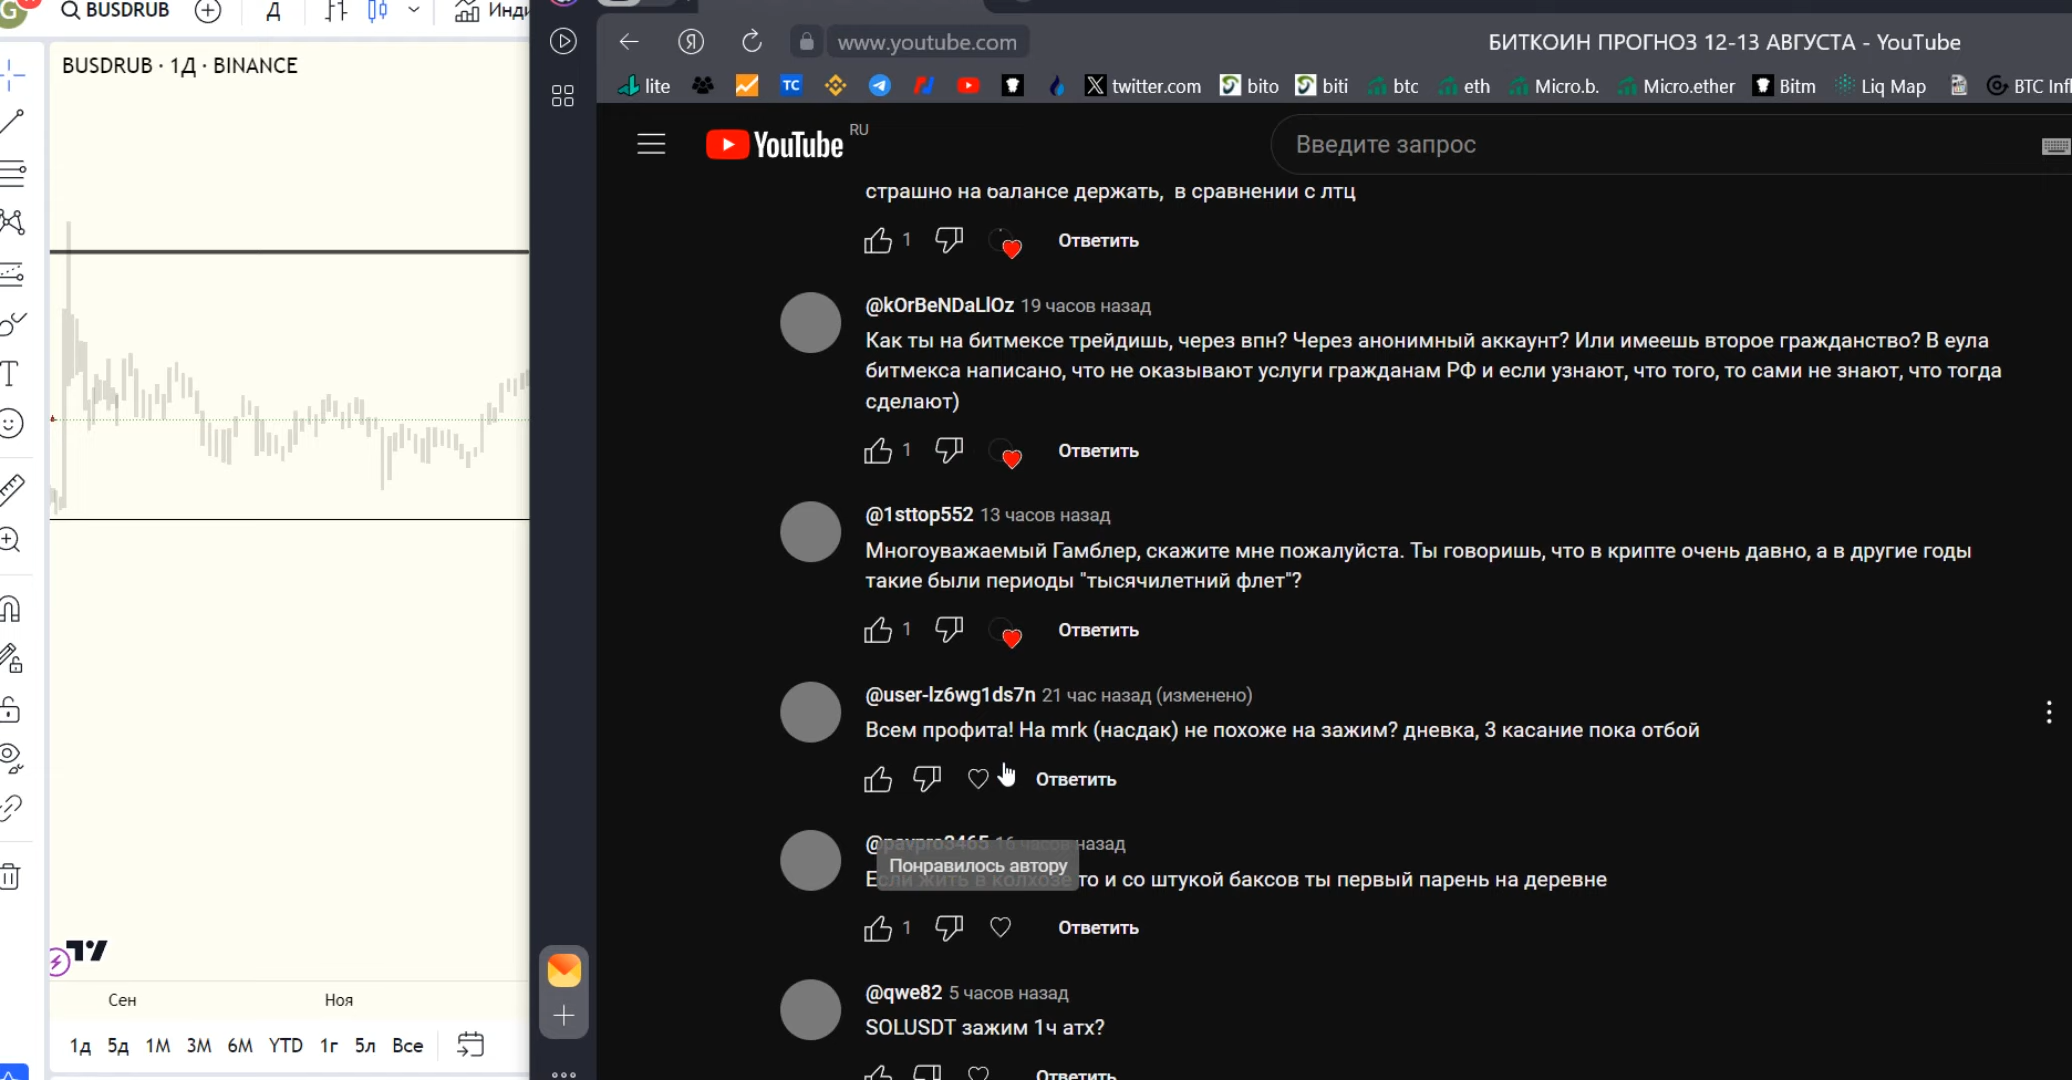 BUSDRUB
Д
BUSDRUB · 1Д · BINANCE
Сен
Ноя
1д 5д 1М 3М 6М YTD 1г 5л Все
www.youtube.com
БИТКОИН ПРОГНОЗ 12-13 АВГУСТА - YouTube
lite
TC
twitter.com
bito
biti
btc
eth
Micro.b.
Micro.ether
Bitm
Liq Map
YouTube RU
Введите запрос
страшно на балансе держать, в сравнении с лтц
1 Ответить
@kOrBeNDaLlOz 19 часов назад
Как ты на битмексе трейдишь, через впн? Через анонимный аккаунт? Или имеешь второе гражданство? В еула
битмекса написано, что не оказывают услуги гражданам РФ и если узнают, что того, то сами не знают, что тогда
сделают)
1 Ответить
@1sttop552 13 часов назад
Многоуважаемый Гамблер, скажите мне пожалуйста. Ты говоришь, что в крипте очень давно, а в другие годы
такие были периоды "тысячилетний флет"?
1 Ответить
@user-lz6wg1ds7n 21 час назад (изменено)
Всем профита! На mrk (насдак) не похоже на зажим? дневка, 3 касание пока отбой
Ответить
@pavpro3465 16 часов назад
Понравилось автору
Если жить в колхозе то и со штукой баксов ты первый парень на деревне
1 Ответить
@qwe82 5 часов назад
SOLUSDT зажим 1ч атх?
Ответить